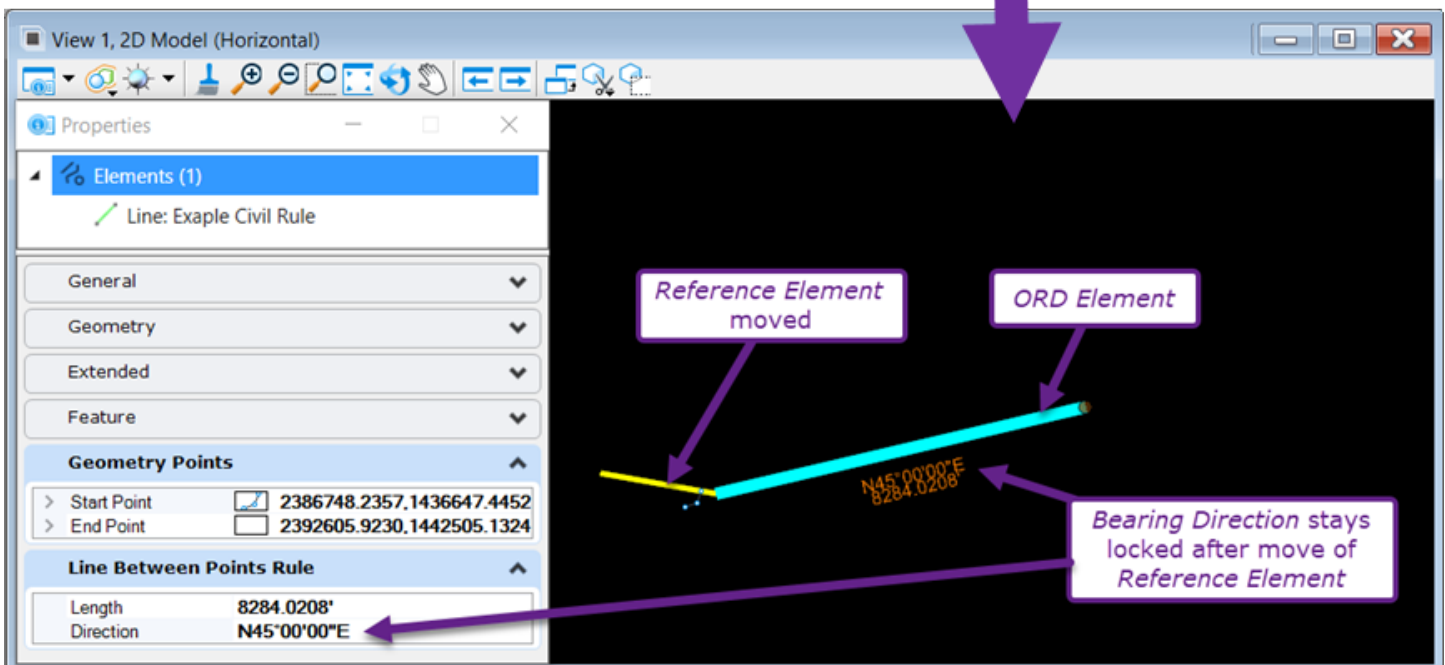 View 1, 2D Model (Horizontal)
Properties
Elements (1)
Line: Exaple Civil Rule
General
Geometry
Extended
Feature
Geometry Points
Start Point 2386748.2357,1436647.4452
End Point 2392605.9230,1442505.1324
Line Between Points Rule
Length 8284.0208'
Direction N45°00'00"E
Reference Element
moved
ORD Element
N45°00'00"E
8284.0208'
Bearing Direction stays
locked after move of
Reference Element